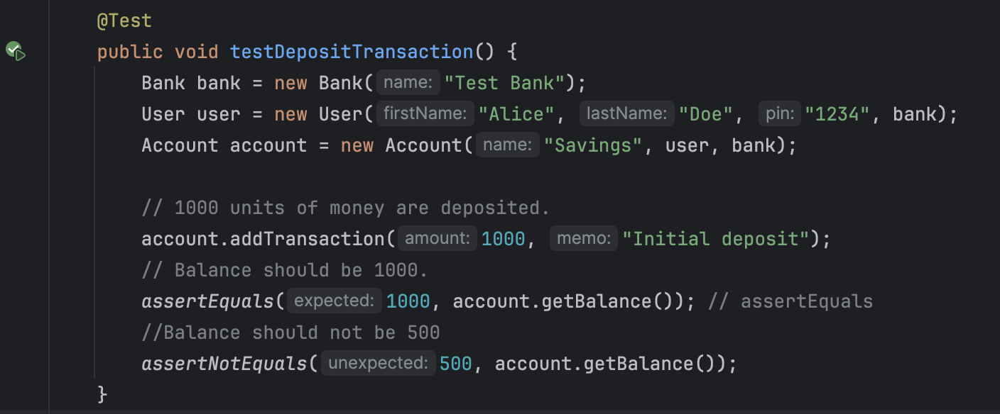 @Test
public void testDepositTransaction() {
Bank bank = new Bank( name: "Test Bank");
User user = new User( firstName: "Alice", lastName: "Doe", pin: "1234", bank);
Account account = new Account( name: "Savings", user, bank);
// 1000 units of money are deposited.
account.addTransaction( amount: 1000, memo: "Initial deposit");
// Balance should be 1000.
assertEquals( expected: 1000, account.getBalance()); // assertEquals
//Balance should not be 500
assertNotEquals( unexpected: 500, account.getBalance());
}